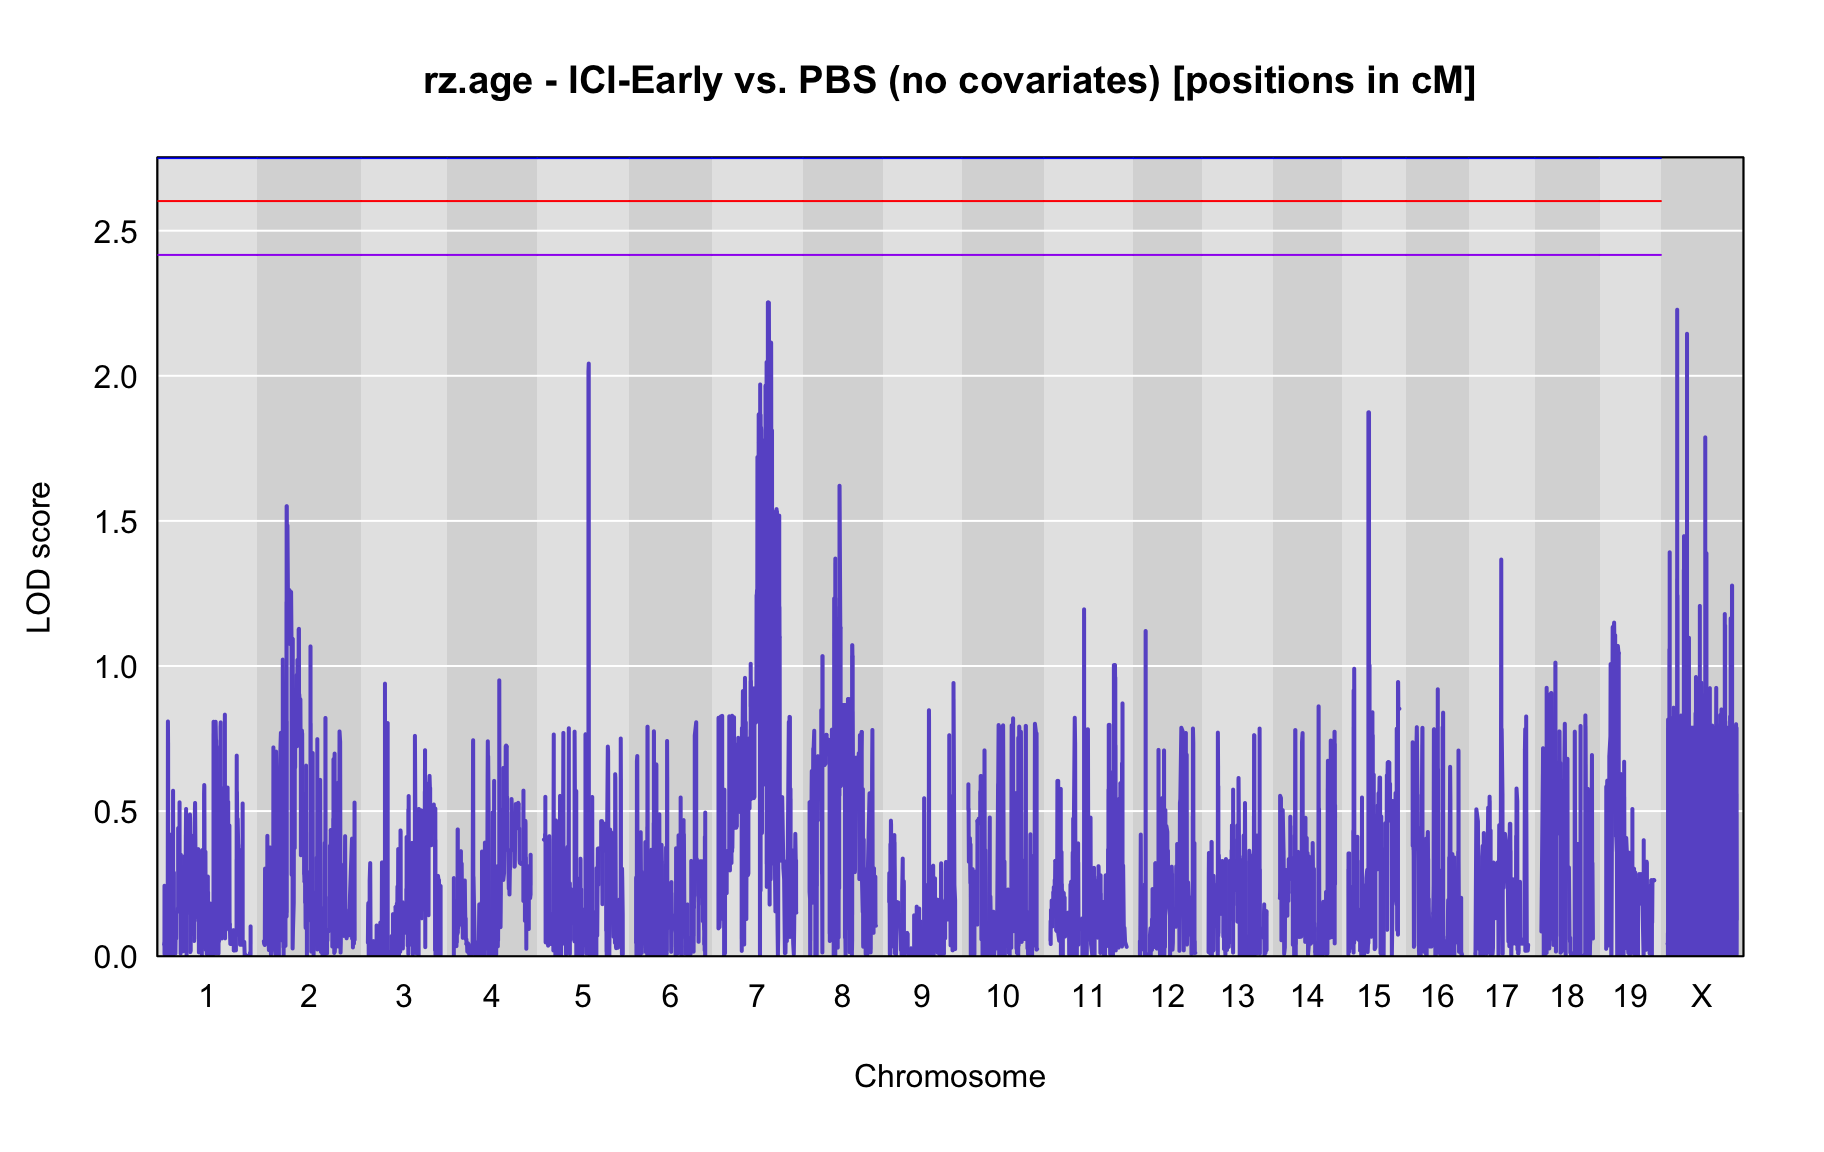 rz.age - ICI-Early vs. PBS (no covariates) [positions in cM]
2.5
2.0
1.5
1.0
0.5
0.0
LOD score
1 2 3 4 5 6 7 8 9 10 11 12 13 14 15 16 17 18 19 X
Chromosome